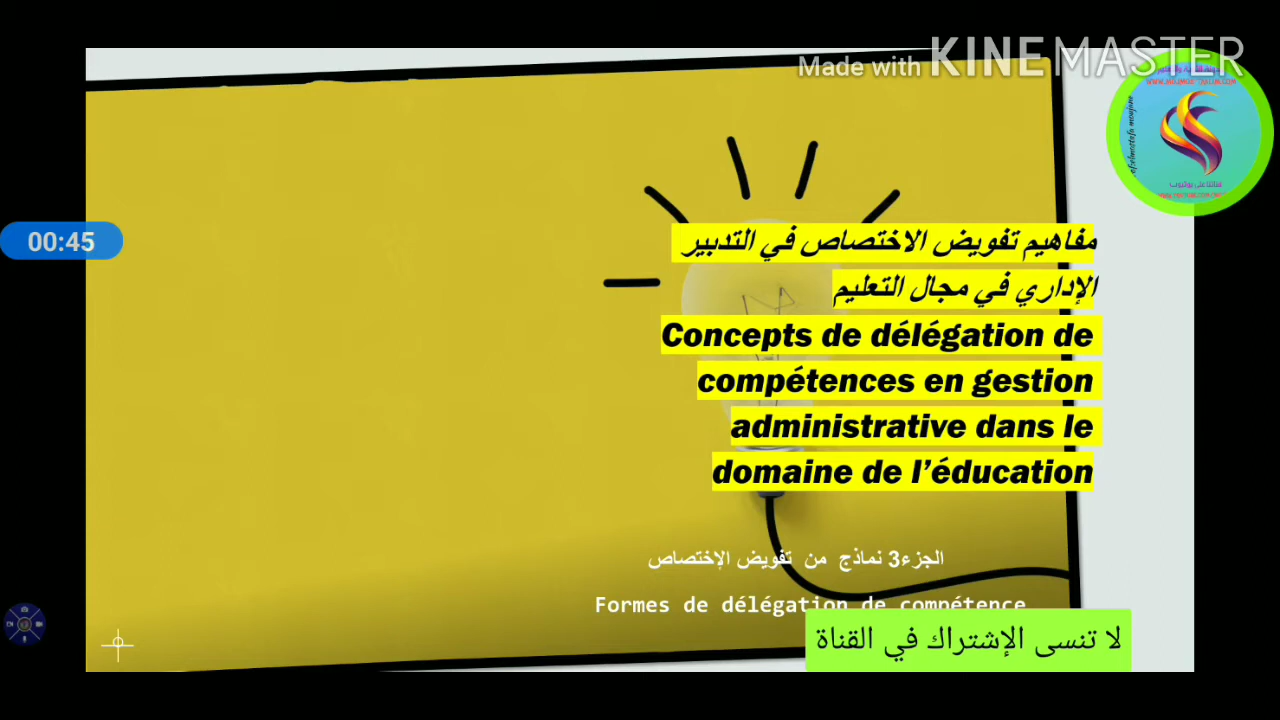 Made with KINEMASTER
00:45
مفاهيم تفويض الاختصاص في التدبير
الإداري في مجال التعليم
Concepts de délégation de
compétences en gestion
administrative dans le
domaine de l'éducation
الجزء3 نماذج من تفويض الإختصاص
Formes de délégation de compétence
لا تنسى الإشتراك في القناة